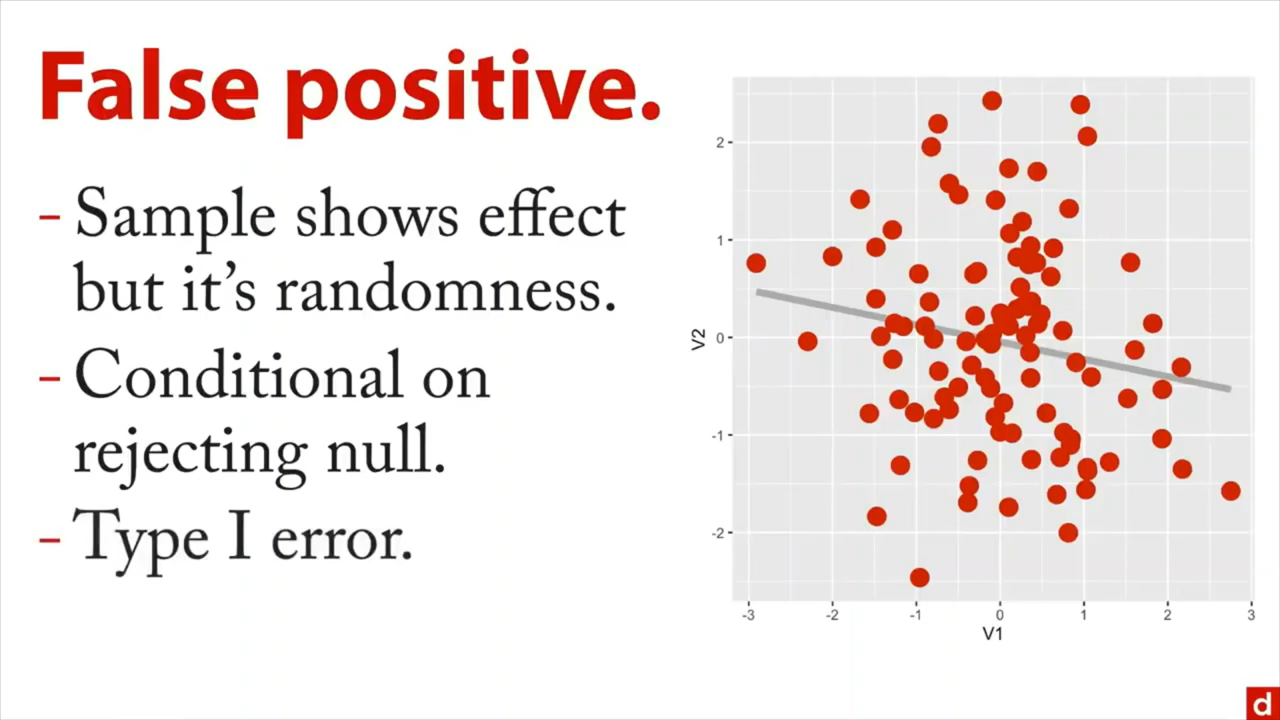 False positive.
– Sample shows effect
but it’s randomness.
– Conditional on
rejecting null.
– Type I error.
2
1
0
-1
-2
V2
-3 -2 -1 0 1 2 3
V1
d